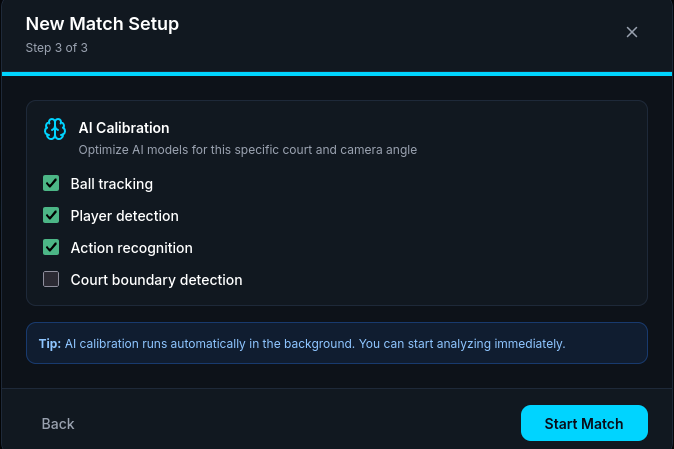 New Match Setup
Step 3 of 3
AI Calibration
Optimize AI models for this specific court and camera angle
Ball tracking
Player detection
Action recognition
Court boundary detection
Tip: AI calibration runs automatically in the background. You can start analyzing immediately.
Back
Start Match